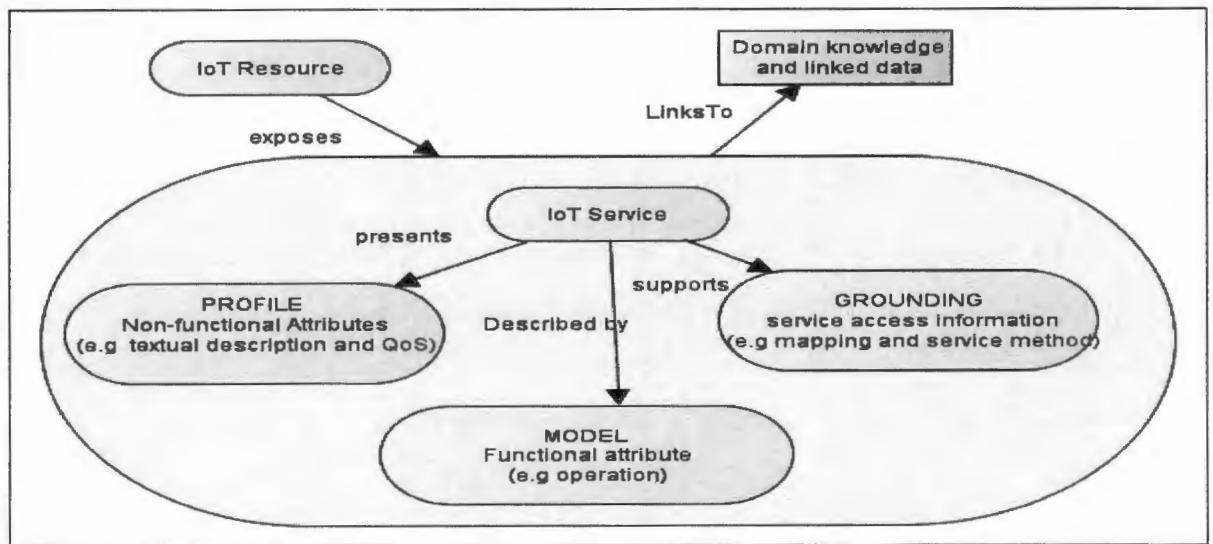 IoT Resource
Domain knowledge
and linked data
LinksTo
exposes
IoT Service
presents
supports
PROFILE
Non-functional Attributes
(e.g textual description and QoS)
Described by
GROUNDING
service access information
(e.g mapping and service method)
MODEL
Functional attribute
(e.g operation)